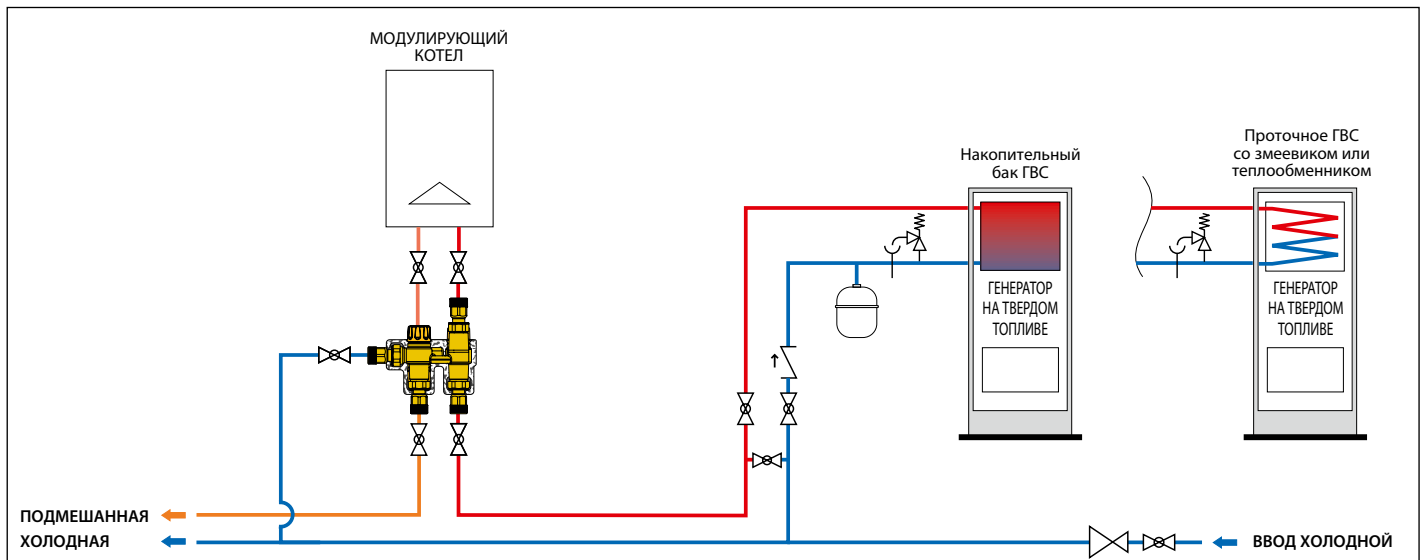 МОДУЛИРУЮЩИЙ
КОТЕЛ
Накопительный
бак ГВС
Проточное ГВС
со змеевиком или
теплообменником
ГЕНЕРАТОР
НА ТВЕРДОМ
ТОПЛИВЕ
ГЕНЕРАТОР
НА ТВЕРДОМ
ТОПЛИВЕ
ПОДМЕШАННАЯ
ХОЛОДНАЯ
ВВОД ХОЛОДНОЙ